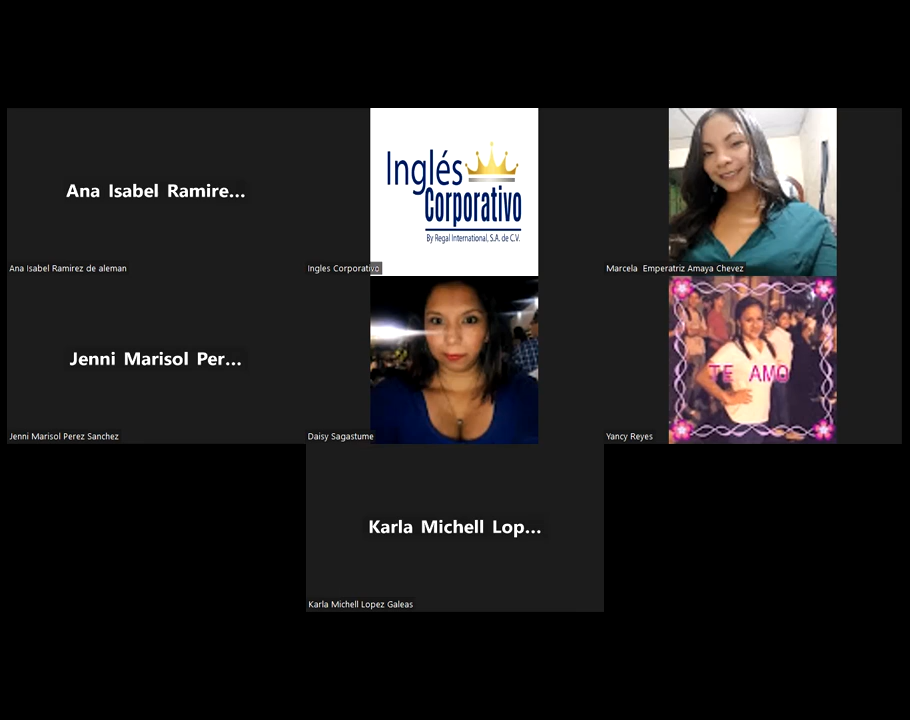 Ana Isabel Ramire...
Ana Isabel Ramirez de aleman
Inglés
Corporativo
By Regal International, S.A. de C.V.
Ingles Corporativo
Marcela Emperatriz Amaya Chevez
Jenni Marisol Per...
Jenni Marisol Perez Sanchez
Daisy Sagastume
TE AMO
Yancy Reyes
Karla Michell Lop...
Karla Michell Lopez Galeas